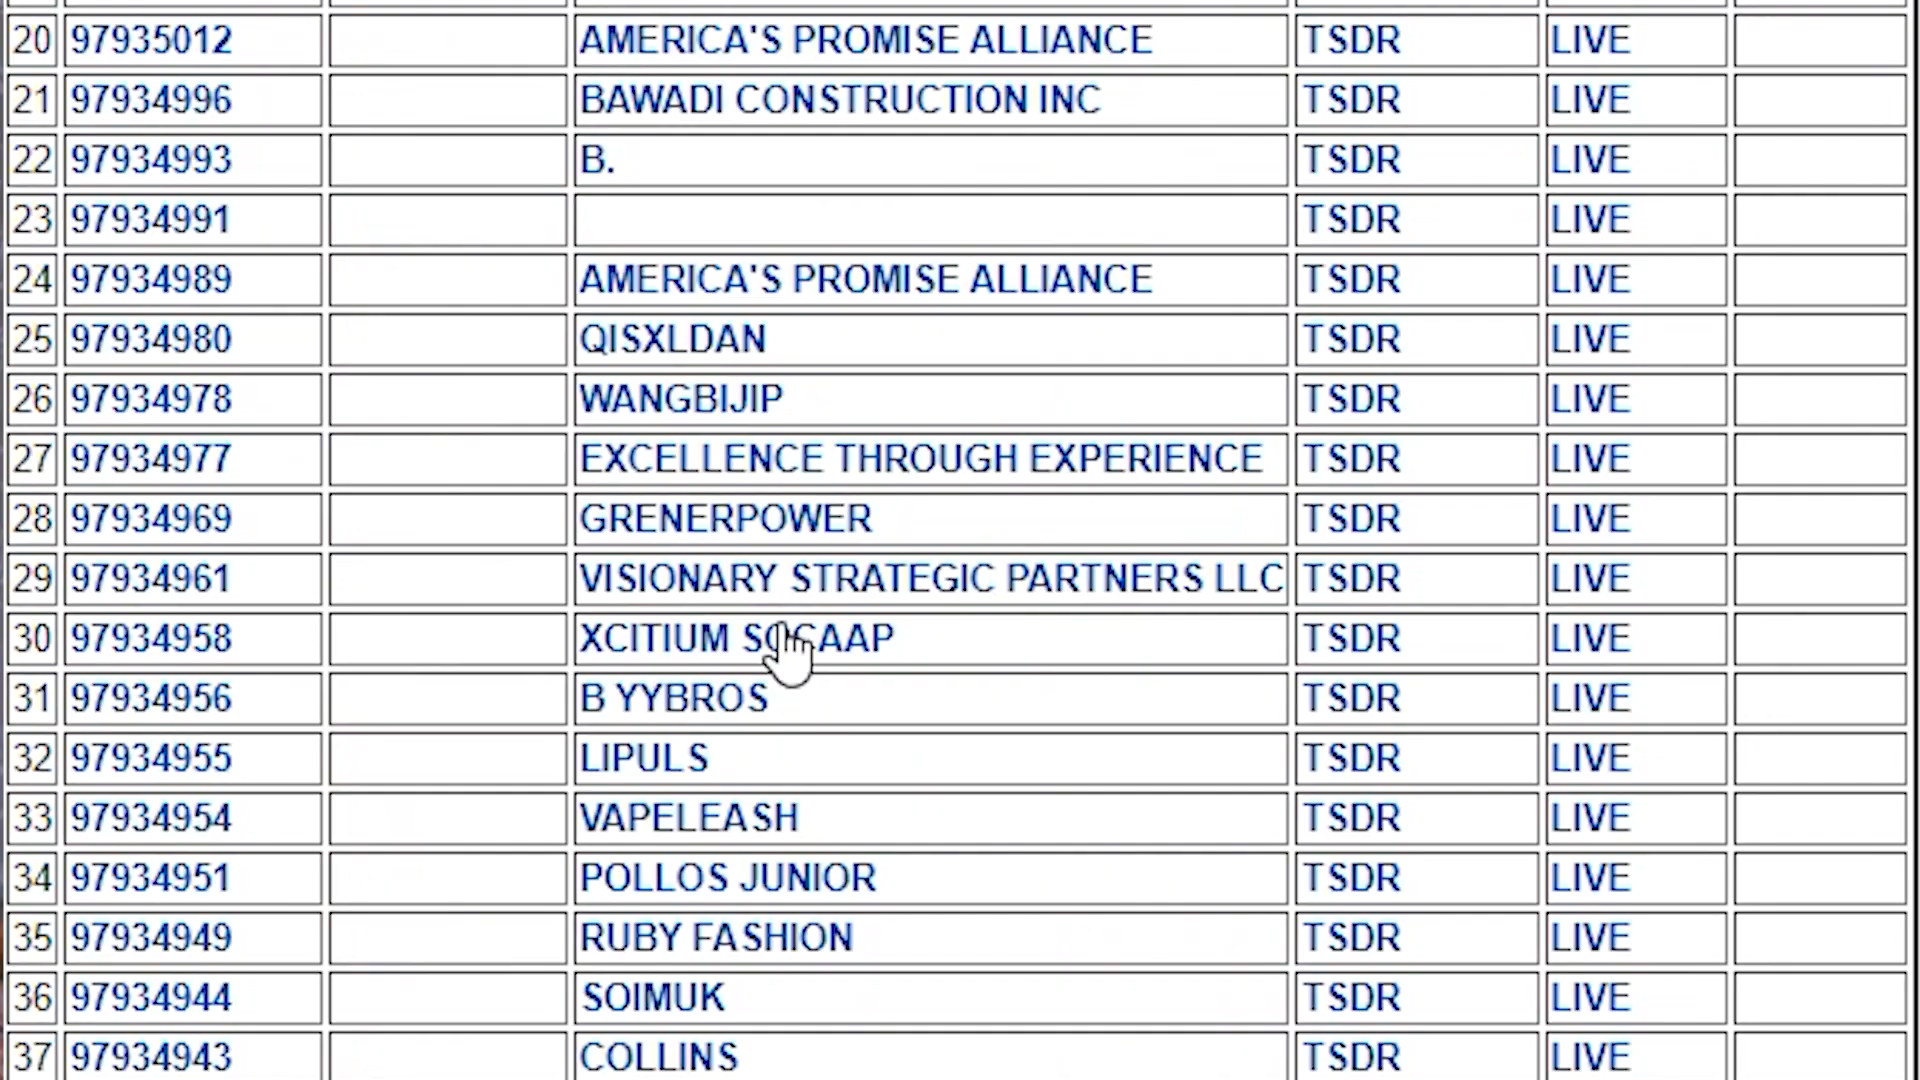 20 97935012 AMERICA'S PROMISE ALLIANCE TSDR LIVE
21 97934996 BAWADI CONSTRUCTION INC TSDR LIVE
22 97934993 B. TSDR LIVE
23 97934991 TSDR LIVE
24 97934989 AMERICA'S PROMISE ALLIANCE TSDR LIVE
25 97934980 QISXLDAN TSDR LIVE
26 97934978 WANGBIJIP TSDR LIVE
27 97934977 EXCELLENCE THROUGH EXPERIENCE TSDR LIVE
28 97934969 GRENERPOWER TSDR LIVE
29 97934961 VISIONARY STRATEGIC PARTNERS LLC TSDR LIVE
30 97934958 XCITIUM TSDR LIVE
31 97934956 B YYBROS TSDR LIVE
32 97934955 LIPULS TSDR LIVE
33 97934954 VAPELEASH TSDR LIVE
34 97934951 POLLOS JUNIOR TSDR LIVE
35 97934949 RUBY FASHION TSDR LIVE
36 97934944 SOIMUK TSDR LIVE
37 97934943 COLLINS TSDR LIVE